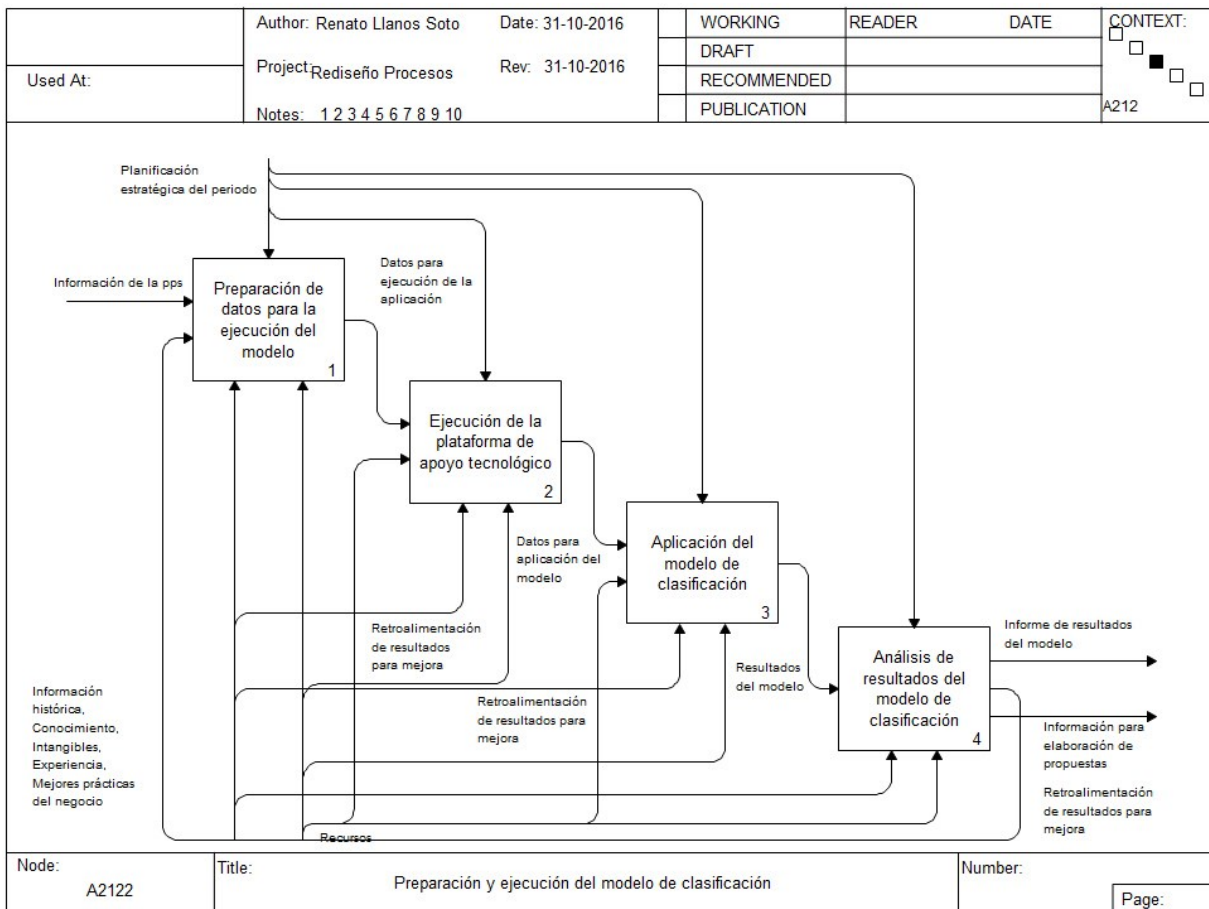 Used At:
Author: Renato Llanos Soto
Date: 31-10-2016
Project: Rediseño Procesos
Rev: 31-10-2016
Notes: 1 2 3 4 5 6 7 8 9 10
WORKING
DRAFT
RECOMMENDED
PUBLICATION
READER
DATE
CONTEXT:
A212
Planificación
estratégica del periodo
Información de la pps
Preparación de
datos para la
ejecución del
modelo
1
Datos para
ejecución de la
aplicación
Ejecución de la
plataforma de
apoyo tecnológico
2
Datos para
aplicación del
modelo
Aplicación del
modelo de
clasificación
3
Retroalimentación
de resultados
para mejora
Retroalimentación
de resultados para
mejora
Resultados
del modelo
Análisis de
resultados del
modelo de
clasificación
4
Informe de resultados
del modelo
Información para
elaboración de
propuestas
Retroalimentación
de resultados para
mejora
Información
histórica,
Conocimiento,
Intangibles,
Experiencia,
Mejores prácticas
del negocio
Recursos
Node:
A2122
Title:
Preparación y ejecución del modelo de clasificación
Number:
Page: